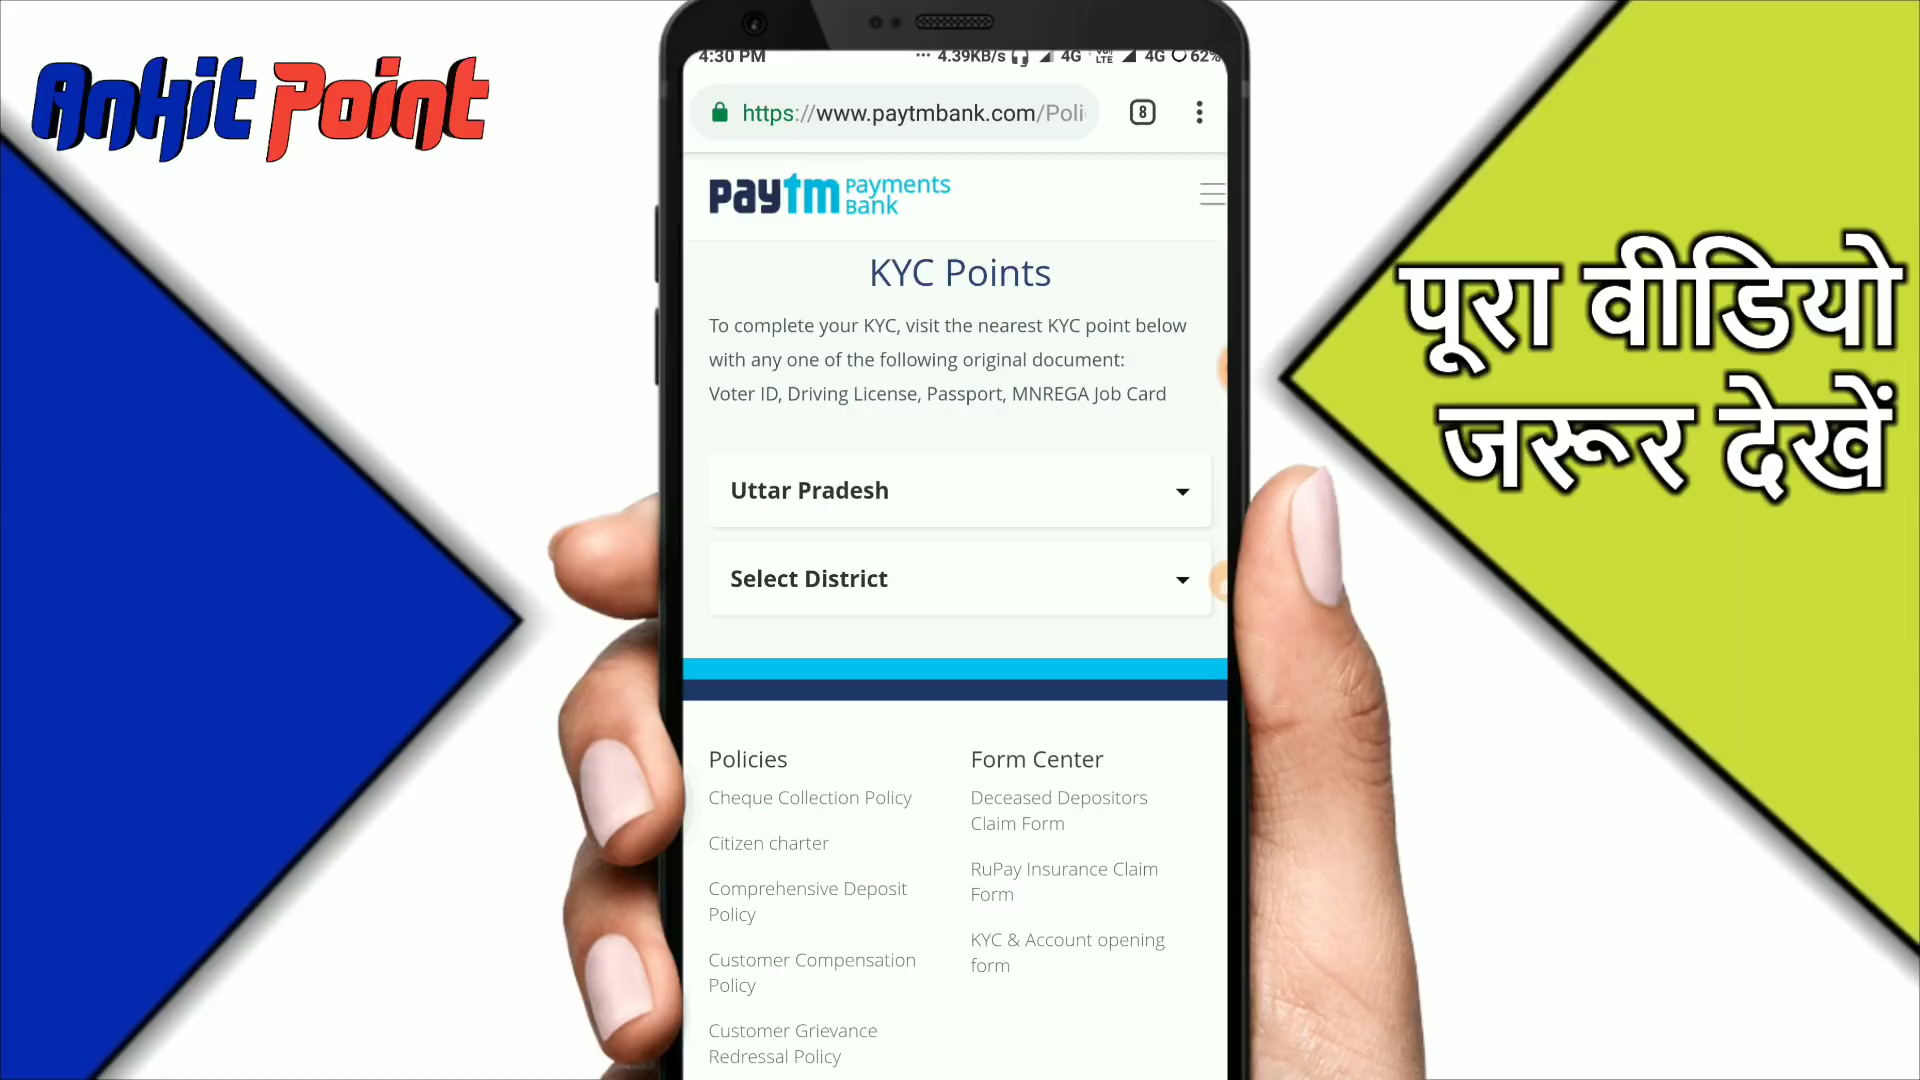 Ankit Point
4:30 PM ... 4.39KB/s 4G VoLTE 4G 62%
https://www.paytmbank.com/Poli
8
paytm Payments
Bank
KYC Points
To complete your KYC, visit the nearest KYC point below
with any one of the following original document:
Voter ID, Driving License, Passport, MNREGA Job Card
Uttar Pradesh
Select District
Policies
Cheque Collection Policy
Citizen charter
Comprehensive Deposit
Policy
Customer Compensation
Policy
Customer Grievance
Redressal Policy
Form Center
Deceased Depositors
Claim Form
RuPay Insurance Claim
Form
KYC & Account opening
form
पूरा वीडियो
जरूर देखें